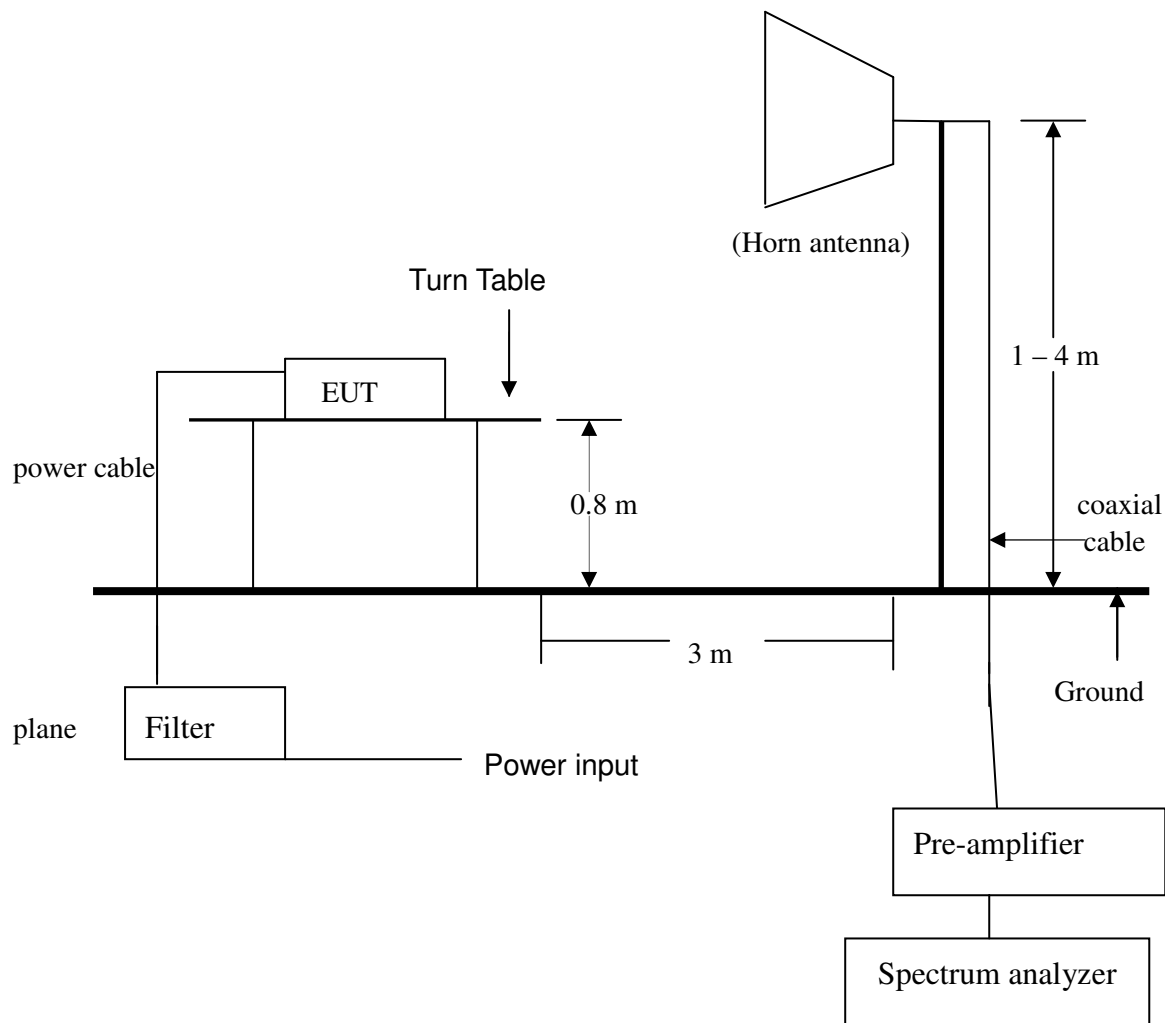 (Horn antenna)
Turn Table
1 – 4 m
EUT
power cable
0.8 m
coaxial
cable
3 m
Ground
plane
Filter
Power input
Pre-amplifier
Spectrum analyzer